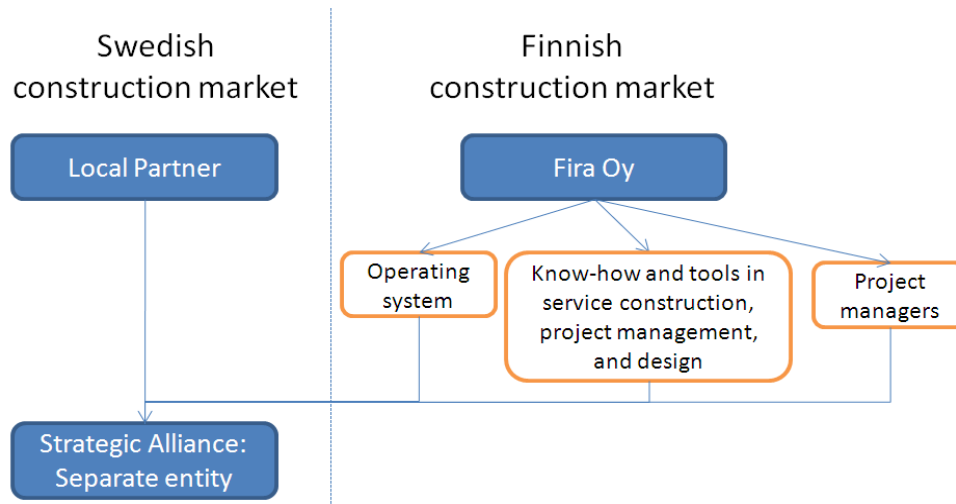 Swedish
construction market
Finnish
construction market
Local Partner
Fira Oy
Operating
system
Know-how and tools in
service construction,
project management,
and design
Project
managers
Strategic Alliance:
Separate entity